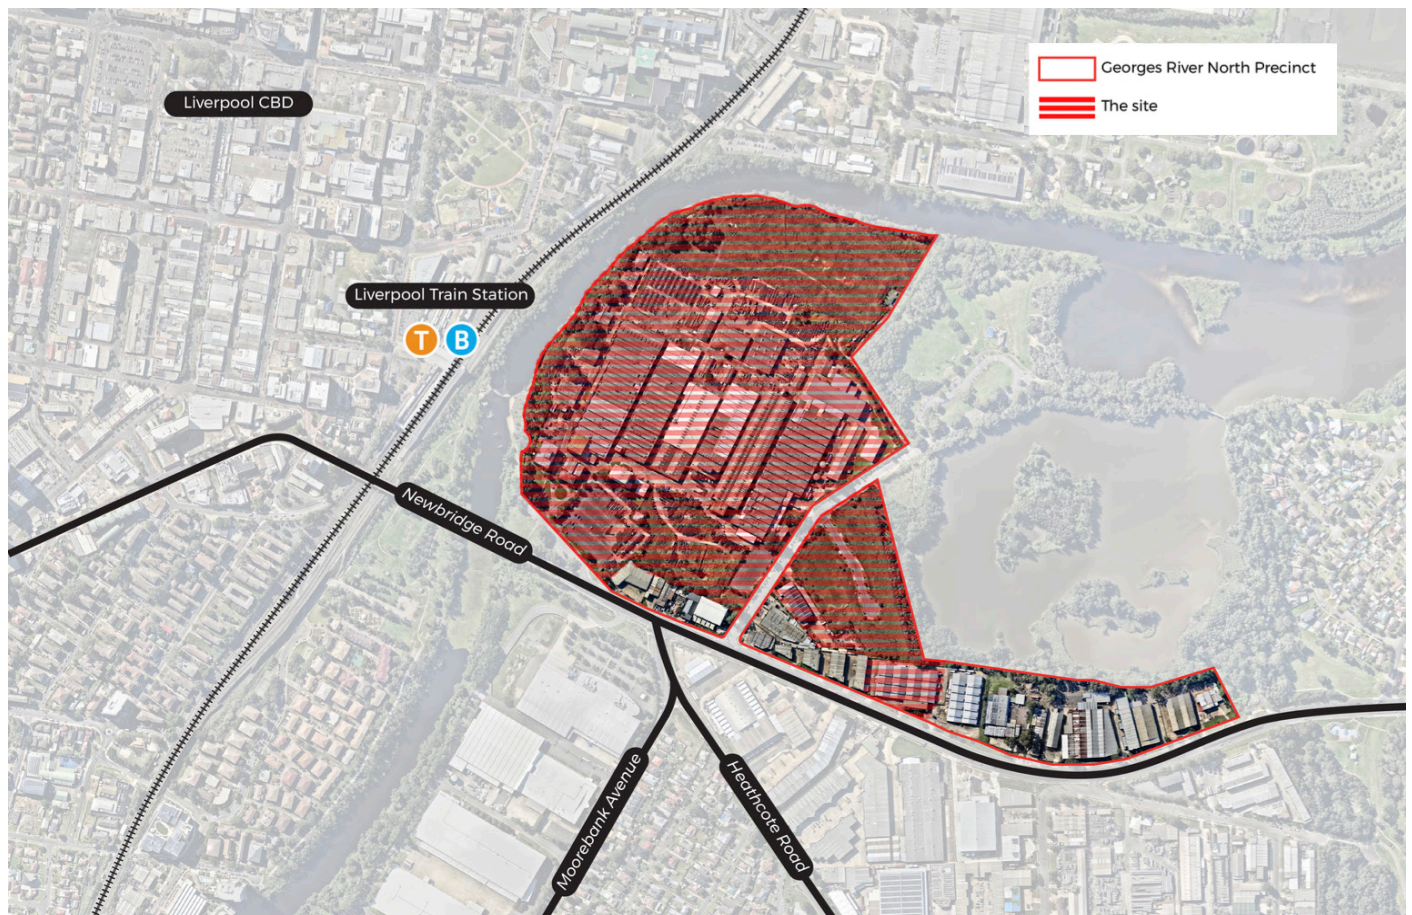 Georges River North Precinct
The site
Liverpool CBD
Liverpool Train Station
T B
Newbridge Road
Moorebank Avenue
Heathcote Road